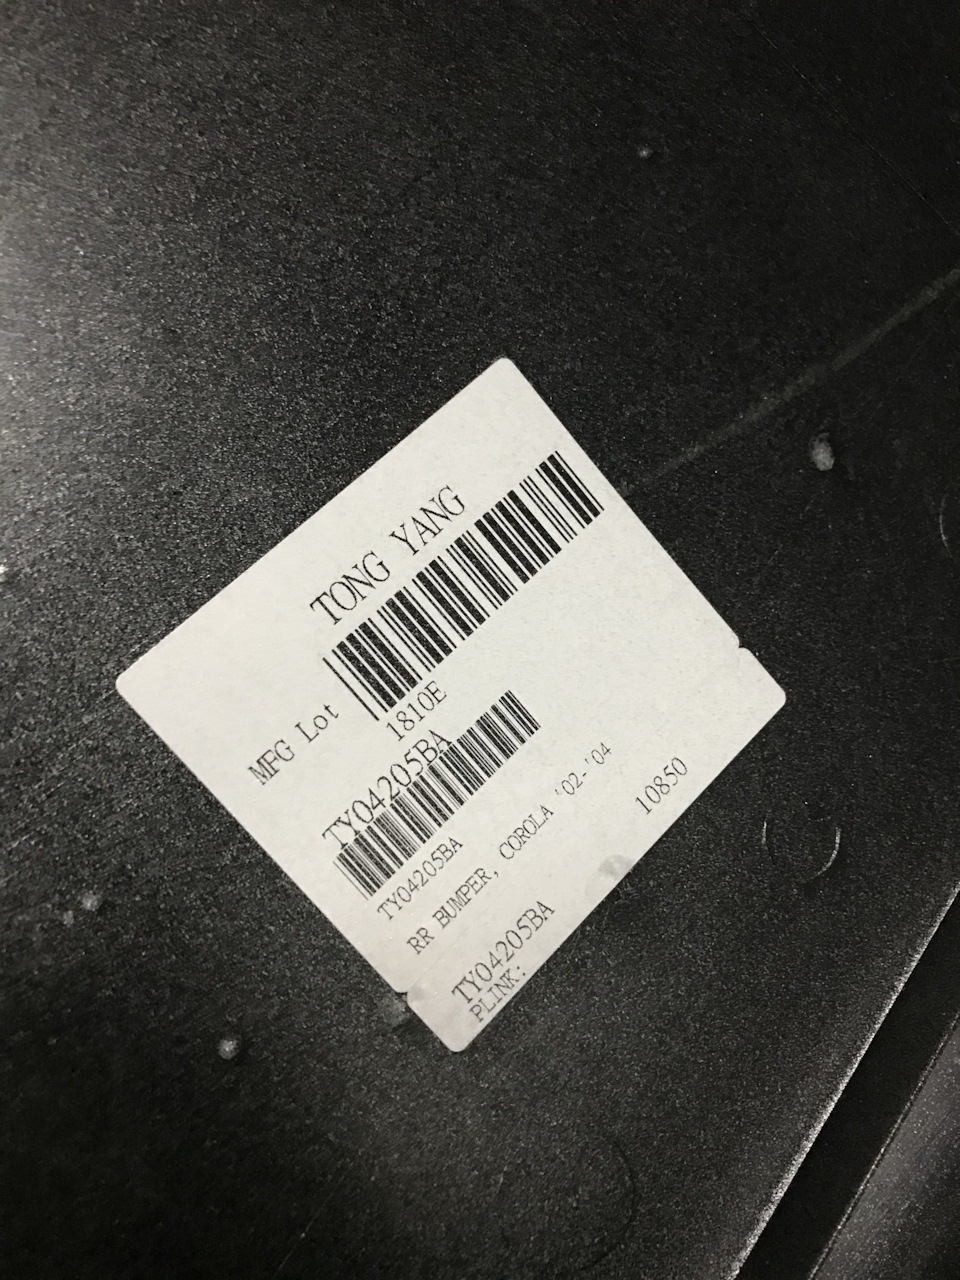 TONG YANG
MFG Lot
1810E
TY04205BA
TY04205BA
RR BUMPER, COROLA '02-'04
10850
TY04205BA
PLINK: